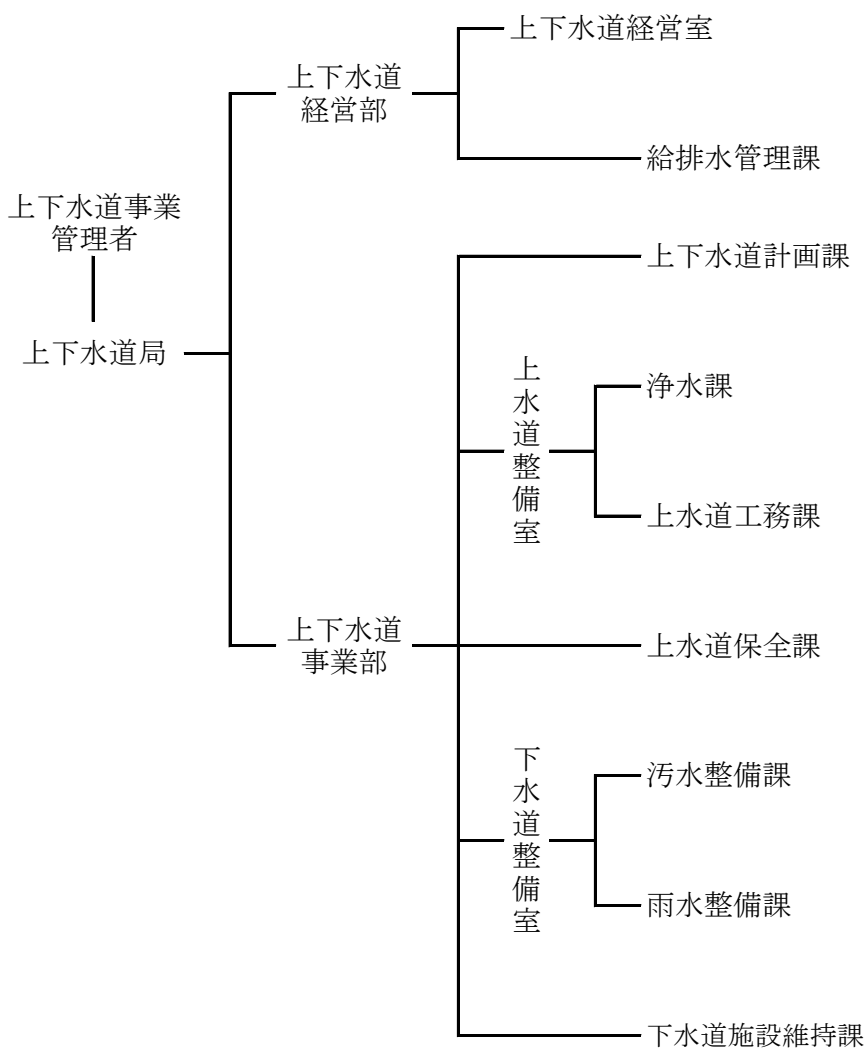 上下水道事業
管理者
上下水道局
上下水道
経営部
上下水道経営室
給排水管理課
上下水道
事業部
上下水道計画課
上水道整備室
浄水課
上水道工務課
上水道保全課
下水道整備室
汚水整備課
雨水整備課
下水道施設維持課